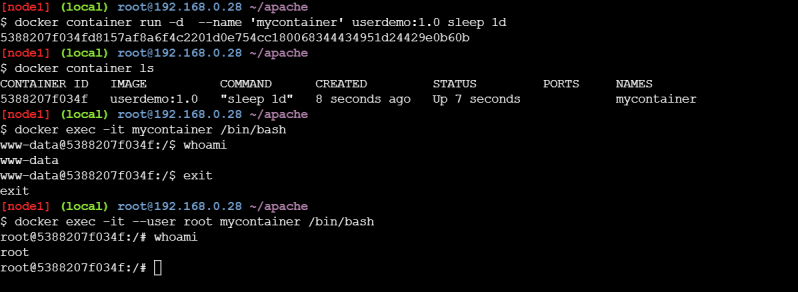 [node1] (local) root@192.168.0.28 ~/apache
$ docker container run -d  --name 'mycontainer' userdemo:1.0 sleep 1d
5388207f034fd8157af8a6f4c2201d0e754cc180068344434951d24429e0b60b
[node1] (local) root@192.168.0.28 ~/apache
$ docker container ls
CONTAINER ID   IMAGE          COMMAND      CREATED         STATUS         PORTS     NAMES
5388207f034f   userdemo:1.0   "sleep 1d"   8 seconds ago   Up 7 seconds             mycontainer
[node1] (local) root@192.168.0.28 ~/apache
$ docker exec -it mycontainer /bin/bash
www-data@5388207f034f:/$ whoami
www-data
www-data@5388207f034f:/$ exit
exit
[node1] (local) root@192.168.0.28 ~/apache
$ docker exec -it --user root mycontainer /bin/bash
root@5388207f034f:/# whoami
root
root@5388207f034f:/#